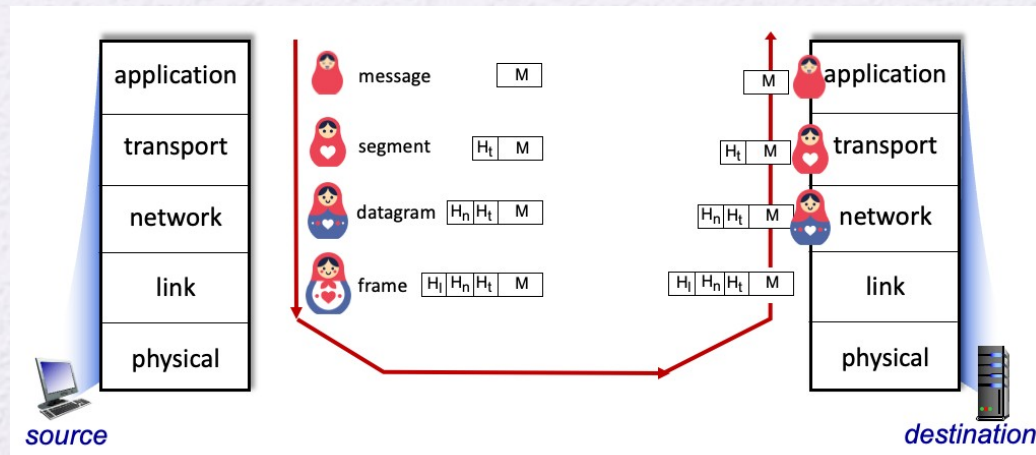 application
transport
network
link
physical
source
message M
segment Ht M
datagram Hn Ht M
frame Hl Hn Ht M
M
Ht M
Hn Ht M
Hl Hn Ht M
application
transport
network
link
physical
destination